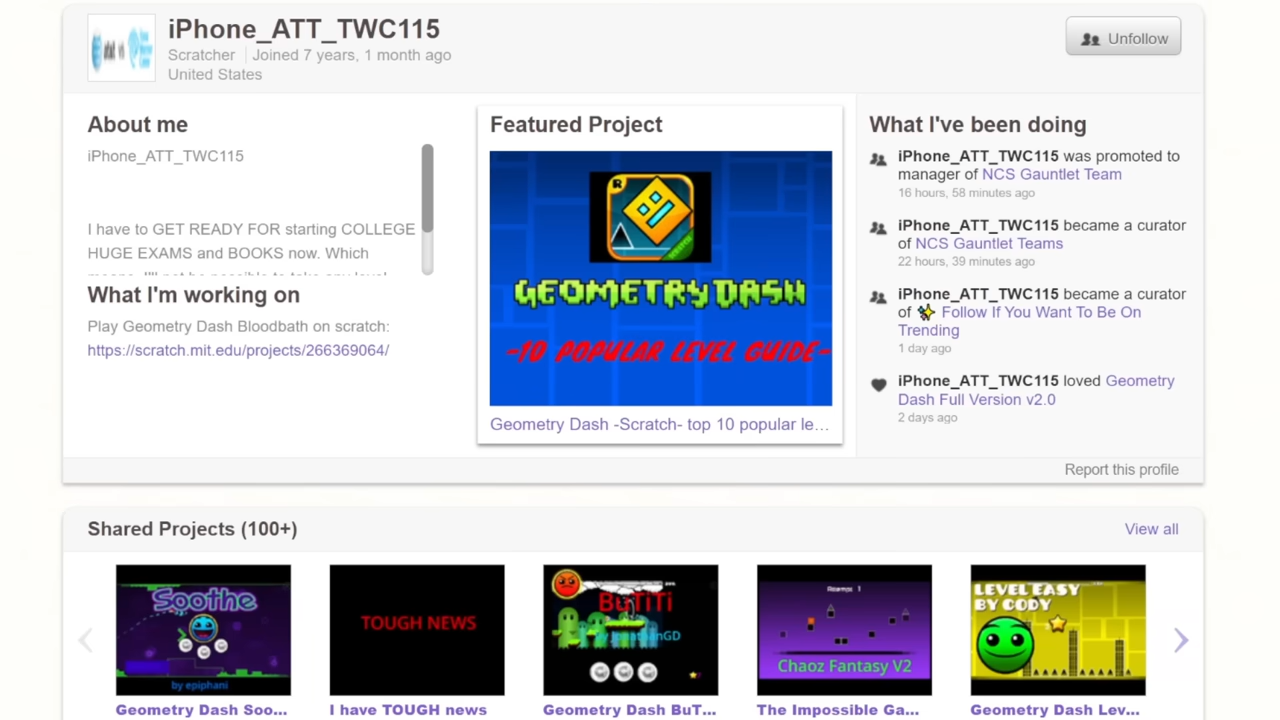 iPhone_ATT_TWC115
Scratcher Joined 7 years, 1 month ago
United States
Unfollow
About me
iPhone_ATT_TWC115
I have to GET READY FOR starting COLLEGE
HUGE EXAMS and BOOKS now. Which
What I'm working on
Play Geometry Dash Bloodbath on scratch:
https://scratch.mit.edu/projects/266369064/
Featured Project
R
GEOMETRY DASH
-10 POPULAR LEVEL GUIDE-
Geometry Dash -Scratch- top 10 popular le...
What I've been doing
iPhone_ATT_TWC115 was promoted to
manager of NCS Gauntlet Team
16 hours, 58 minutes ago
iPhone_ATT_TWC115 became a curator
of NCS Gauntlet Teams
22 hours, 39 minutes ago
iPhone_ATT_TWC115 became a curator
of ✨ Follow If You Want To Be On
Trending
1 day ago
iPhone_ATT_TWC115 loved Geometry
Dash Full Version v2.0
2 days ago
Report this profile
Shared Projects (100+)
View all
Soothe
by epiphani
TOUGH NEWS
BuTiTi
by JonathanGD
Attempt 1
Chaoz Fantasy V2
LEVEL EASY
BY CODY
Geometry Dash Soo...
I have TOUGH news
Geometry Dash BuT...
The Impossible Ga...
Geometry Dash Lev...